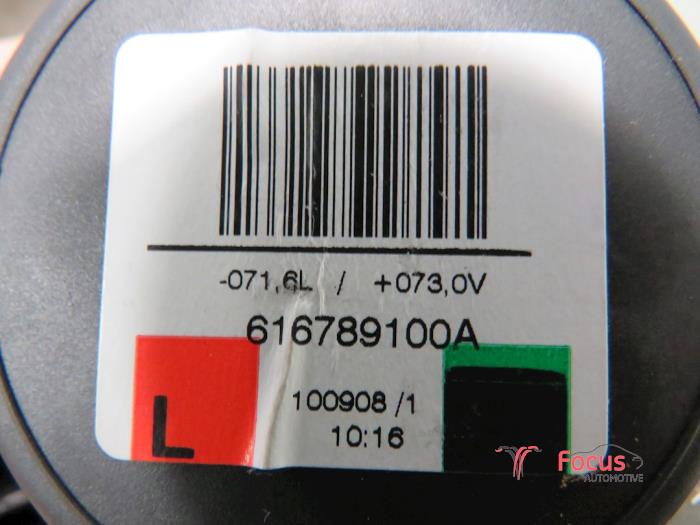 -071,6L / +073,0V
616789100A
100908 /1
10:16
L
Focus
AUTOMOTIVE